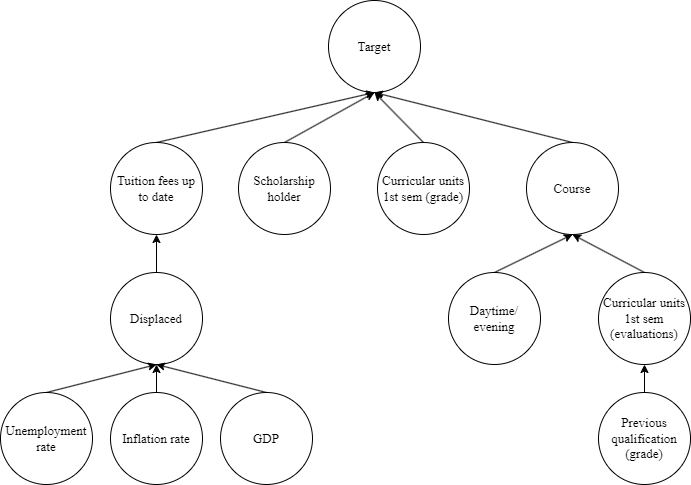 Target
Tuition fees up
to date
Scholarship
holder
Curricular units
1st sem (grade)
Course
Displaced
Daytime/
evening
Curricular units
1st sem
(evaluations)
Unemployment
rate
Inflation rate
GDP
Previous
qualification
(grade)